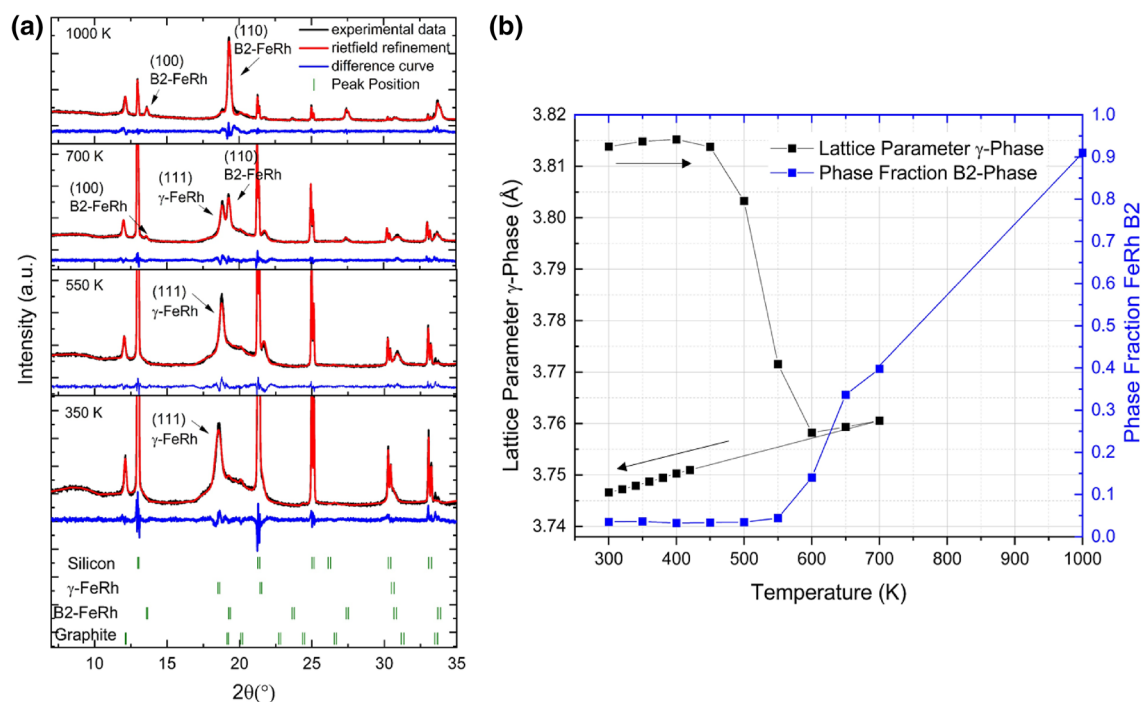 (a)
1000 K
(110)
B2-FeRh
(100)
B2-FeRh
experimental data
rietfield refinement
difference curve
Peak Position
700 K
(100)
B2-FeRh
(111)
γ-FeRh
(110)
B2-FeRh
550 K
(111)
γ-FeRh
350 K
(111)
γ-FeRh
Silicon
γ-FeRh
B2-FeRh
Graphite
10 15 20 25 30 35
2θ(°)
Intensity (a.u.)
(b)
Lattice Parameter γ-Phase (Å)
3.82
3.81
3.80
3.79
3.78
3.77
3.76
3.75
3.74
Lattice Parameter γ-Phase
Phase Fraction B2-Phase
1.0
0.9
0.8
0.7
0.6
0.5
0.4
0.3
0.2
0.1
0.0
Phase Fraction FeRh B2
300 400 500 600 700 800 900 1000
Temperature (K)